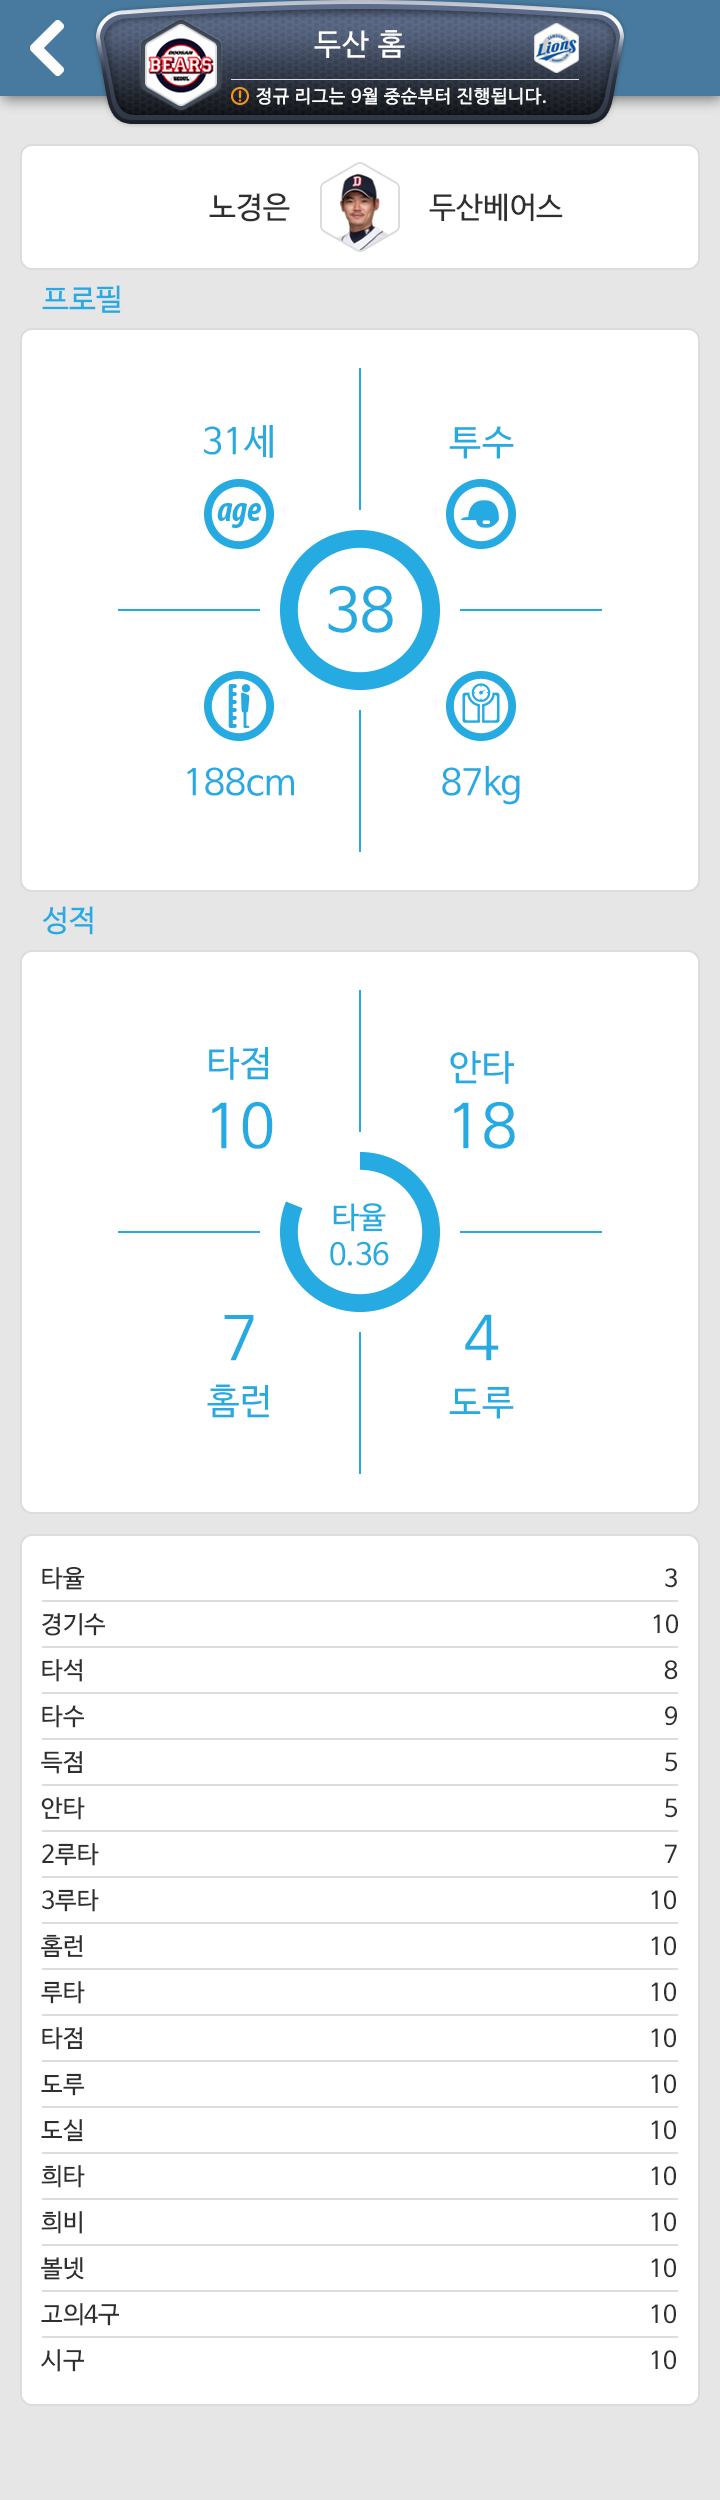 DOOSAN
BEARS
SEOUL
두산 홈
SAMSUNG
Lions
정규 리그는 9월 중순부터 진행됩니다.
노경은
D
두산베어스
프로필
31세
투수
age
38
188cm
87kg
성적
타점
안타
10
18
타율
0.36
7
4
홈런
도루
타율 3
경기수 10
타석 8
타수 9
득점 5
안타 5
2루타 7
3루타 10
홈런 10
루타 10
타점 10
도루 10
도실 10
희타 10
희비 10
볼넷 10
고의4구 10
시구 10